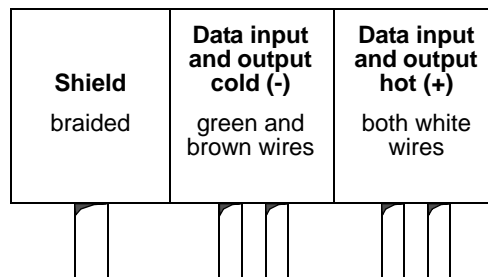 Shield
braided
Data input
and output
cold (-)
green and
brown wires
Data input
and output
hot (+)
both white
wires